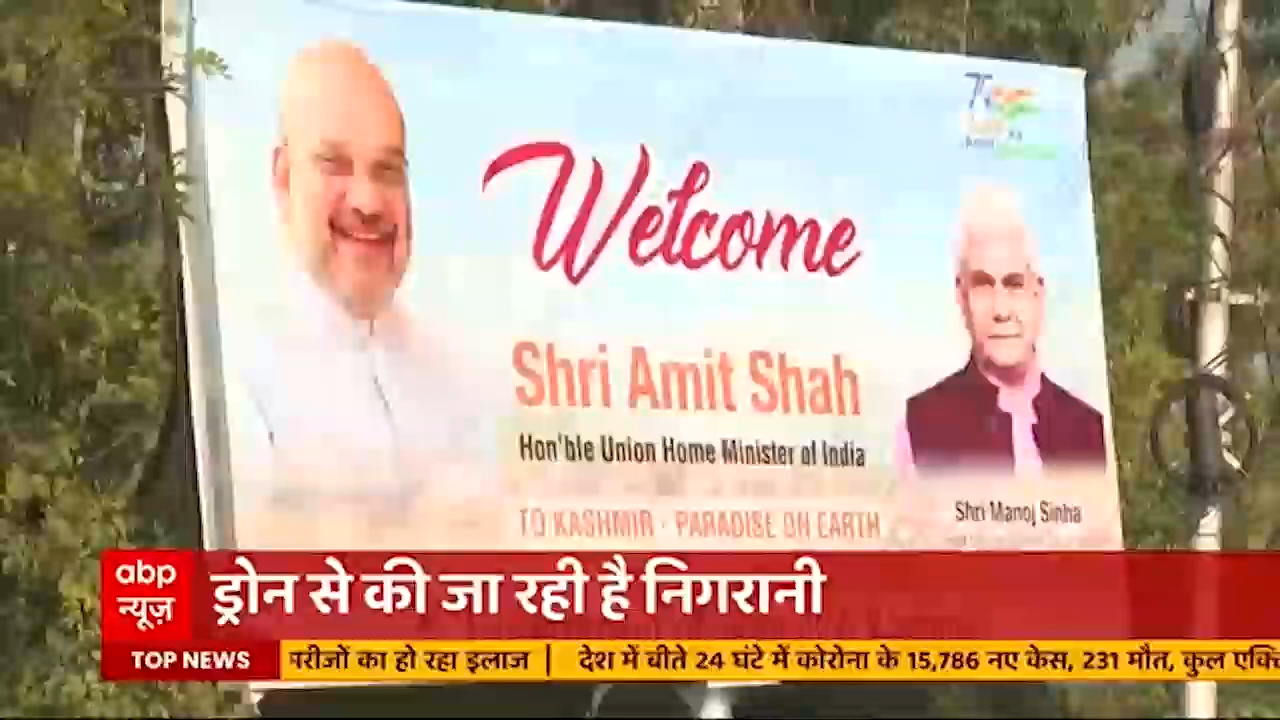 75
Welcome
Shri Amit Shah
Hon'ble Union Home Minister of India
TO KASHMIR - PARADISE ON EARTH
Shri Manoj Sinha
abp
न्यूज़
ड्रोन से की जा रही है निगरानी
TOP NEWS
मरीजों का हो रहा इलाज | देश में बीते 24 घंटे में कोरोना के 15,786 नए केस, 231 मौत, कुल